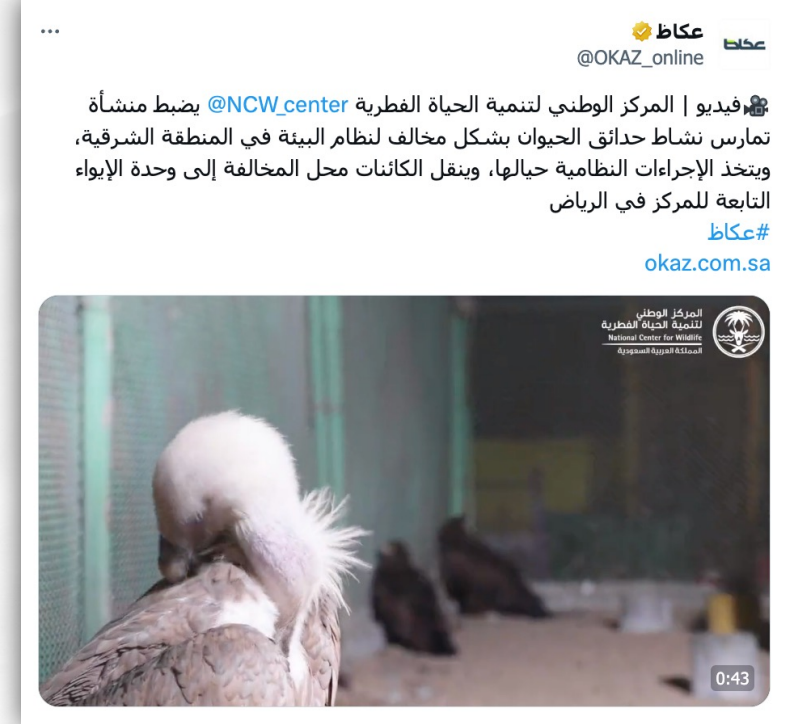 عكاظ
عكاظ
@OKAZ_online
فيديو | المركز الوطني لتنمية الحياة الفطرية @NCW_center يضبط منشأة
تمارس نشاط حدائق الحيوان بشكل مخالف لنظام البيئة في المنطقة الشرقية،
ويتخذ الإجراءات النظامية حيالها، وينقل الكائنات محل المخالفة إلى وحدة الإيواء
التابعة للمركز في الرياض
#عكاظ
okaz.com.sa
المركز الوطني
لتنمية الحياة الفطرية
National Center for Wildlife
المملكة العربية السعودية
0:43